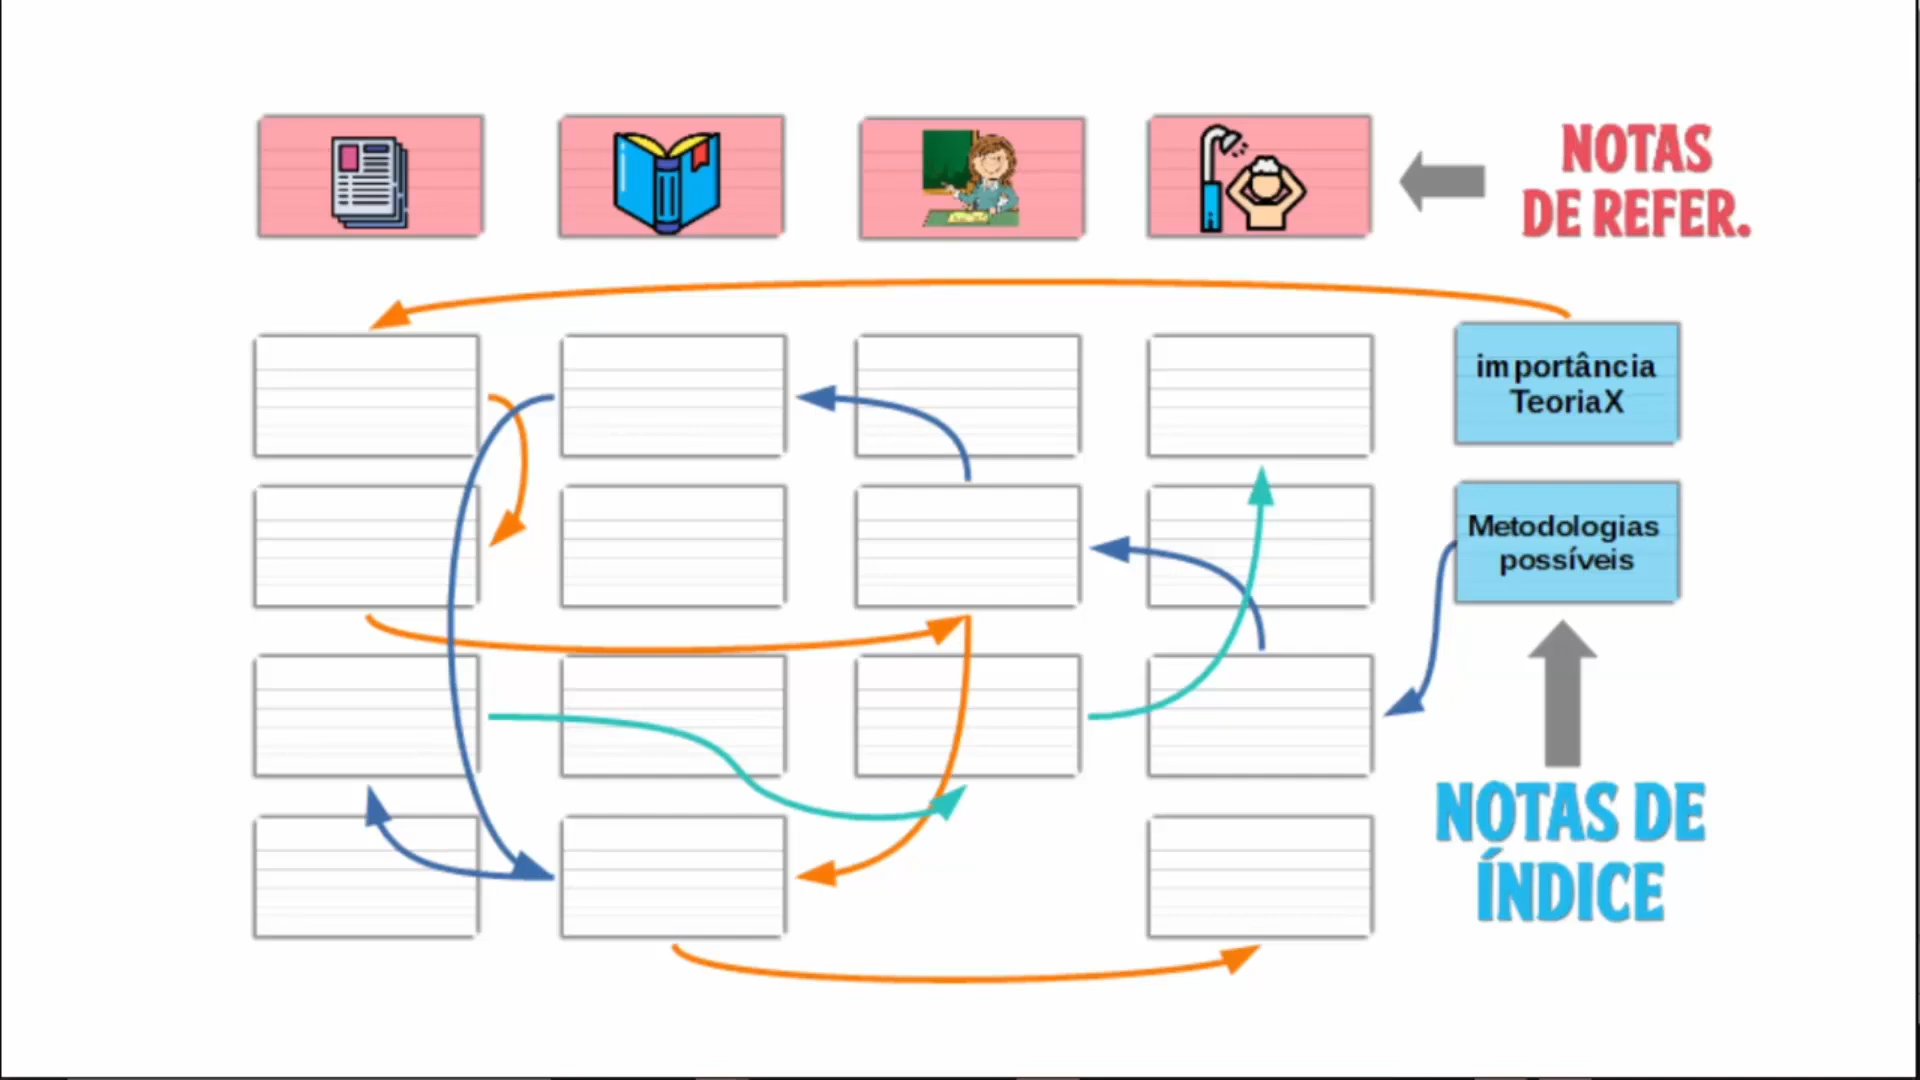 NOTAS
DE REFER.
importância
TeoriaX
Metodologias
possíveis
NOTAS DE
ÍNDICE